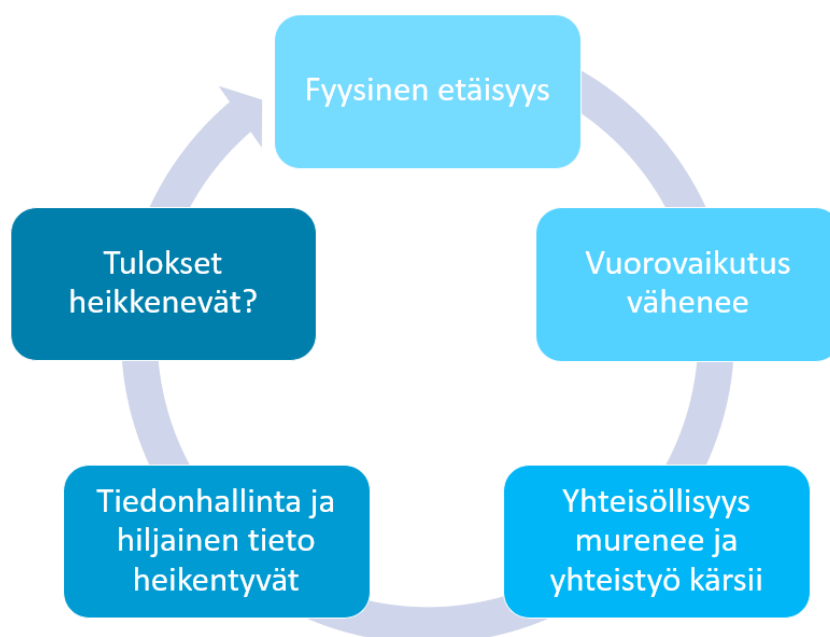 Fyysinen etäisyys
Vuorovaikutus
vähenee
Yhteisöllisyys
murenee ja
yhteistyö kärsii
Tiedonhallinta ja
hiljainen tieto
heikentyvät
Tulokset
heikkenevät?